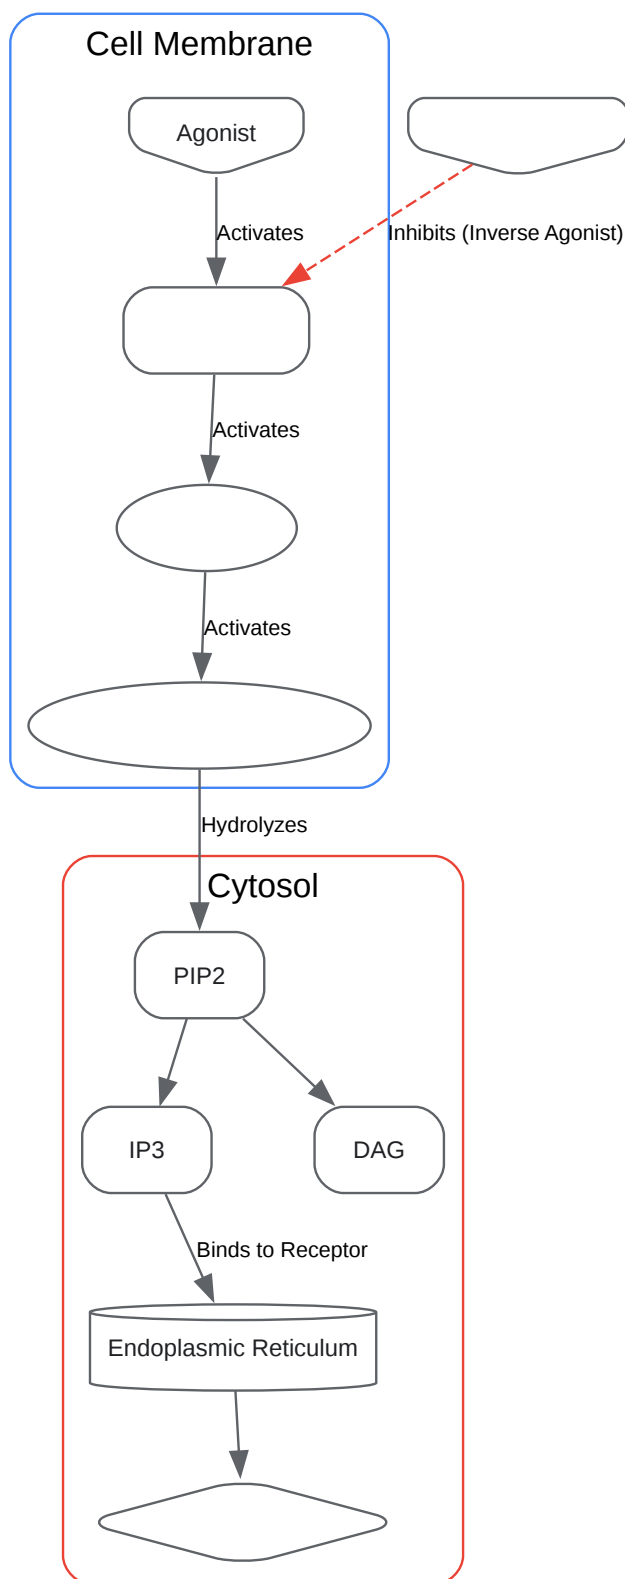 Cell Membrane
Agonist
Activates
Inhibits (Inverse Agonist)
Activates
Activates
Hydrolyzes
Cytosol
PIP2
IP3
DAG
Binds to Receptor
Endoplasmic Reticulum